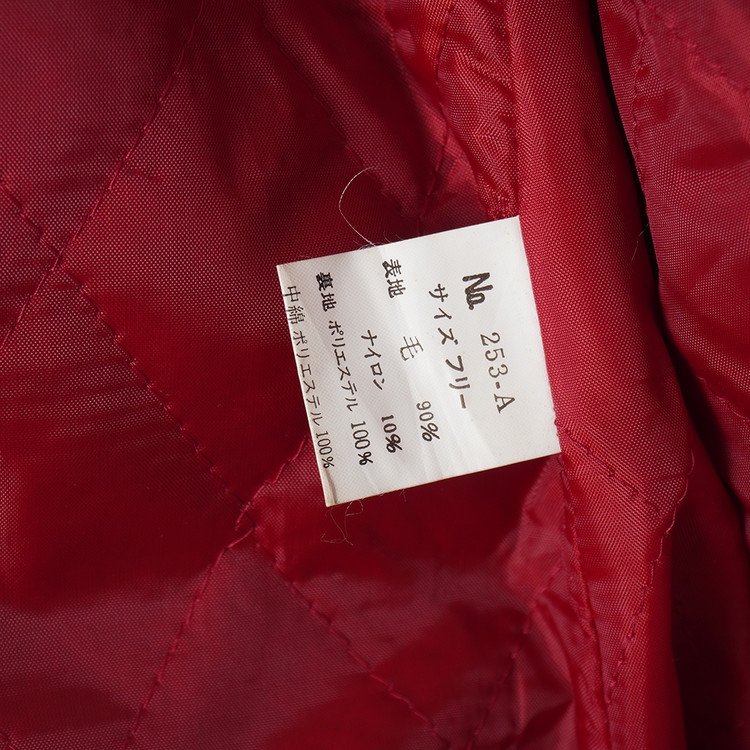 No. 253-A
サイズ フリー
表地 毛 90%
ナイロン 10%
裏地 ポリエステル 100%
中綿 ポリエステル 100%